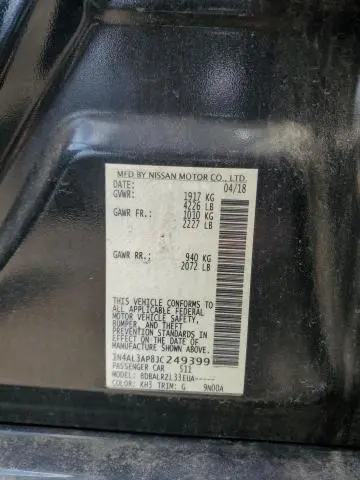 MFD BY NISSAN MOTOR CO., LTD.
DATE: 04/18
GVWR: 1917 KG
4226 LB
GAWR FR.: 1010 KG
2227 LB
GAWR RR.: 940 KG
2072 LB
THIS VEHICLE CONFORMS TO
ALL APPLICABLE FEDERAL
MOTOR VEHICLE SAFETY,
BUMPER, AND THEFT
PREVENTION STANDARDS IN
EFFECT ON THE DATE OF
MANUFACTURE SHOWN ABOVE.
1N4AL3AP8JC249399
PASSENGER CAR S11
MODEL: BDBALRZL33EUA-----
COLOR: KH3 TRIM: G 9N00A